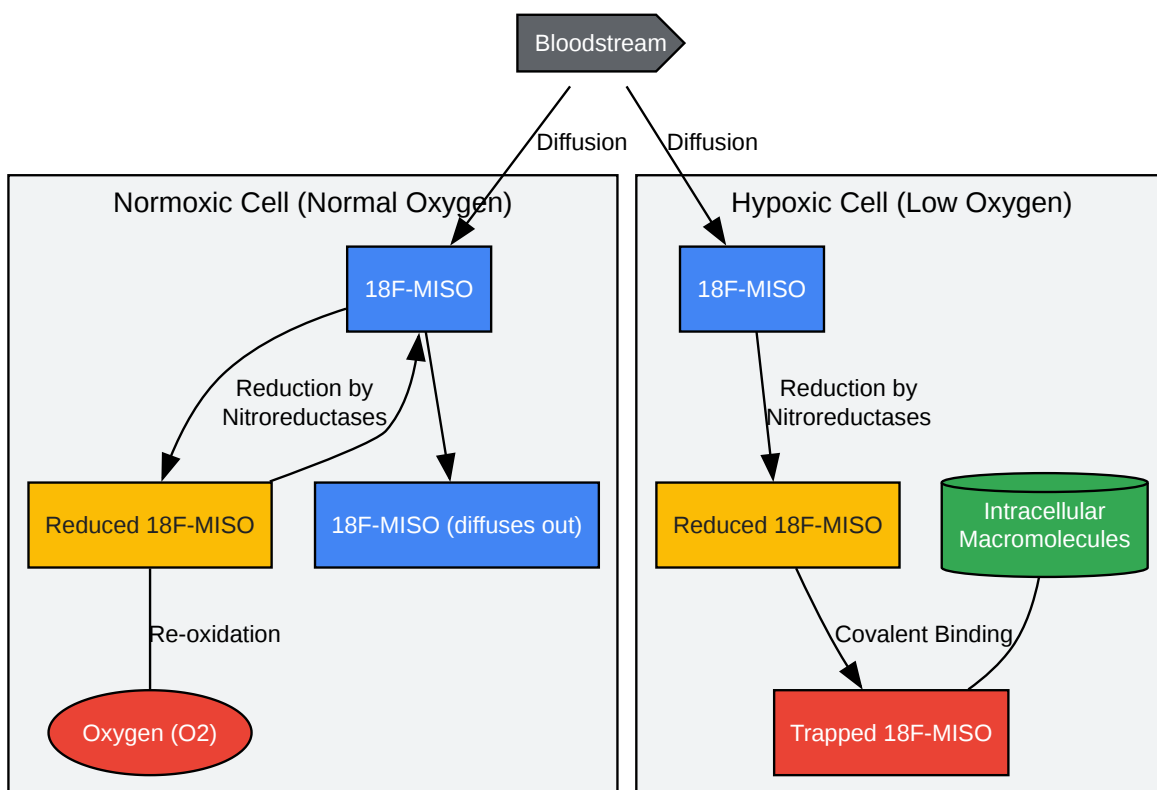 Bloodstream
Diffusion
Diffusion
Normoxic Cell (Normal Oxygen)
18F-MISO
Reduction by
Nitroreductases
Reduced 18F-MISO
18F-MISO (diffuses out)
Re-oxidation
Oxygen (O2)
Hypoxic Cell (Low Oxygen)
18F-MISO
Reduction by
Nitroreductases
Reduced 18F-MISO
Intracellular
Macromolecules
Covalent Binding
Trapped 18F-MISO